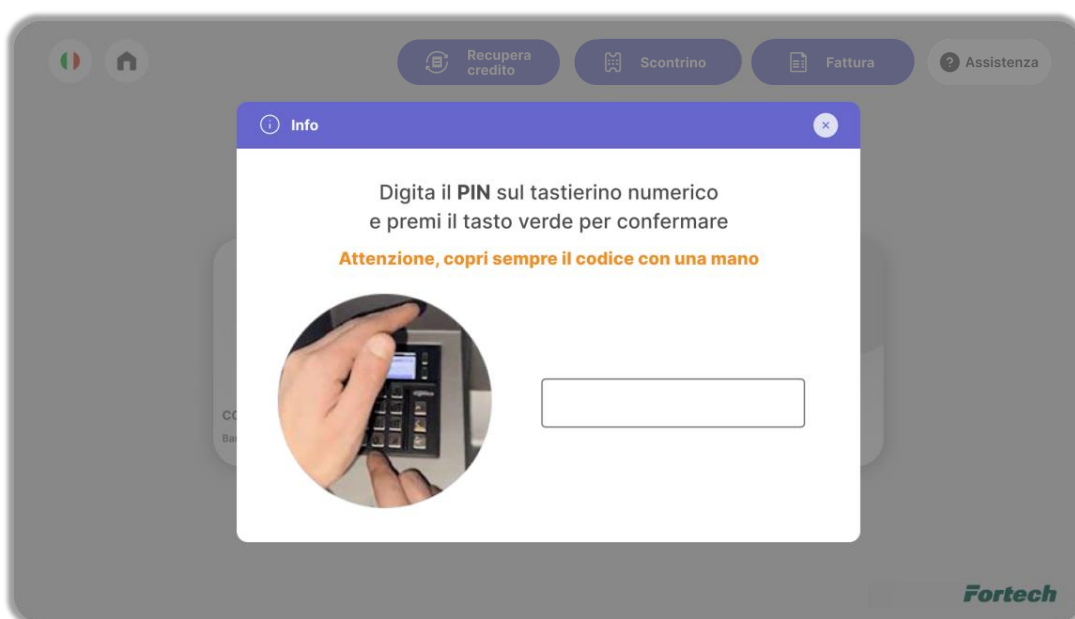 Recupera
credito
Scontrino
Fattura
? Assistenza
i Info
Digita il PIN sul tastierino numerico
e premi il tasto verde per confermare
Attenzione, copri sempre il codice con una mano
Fortech